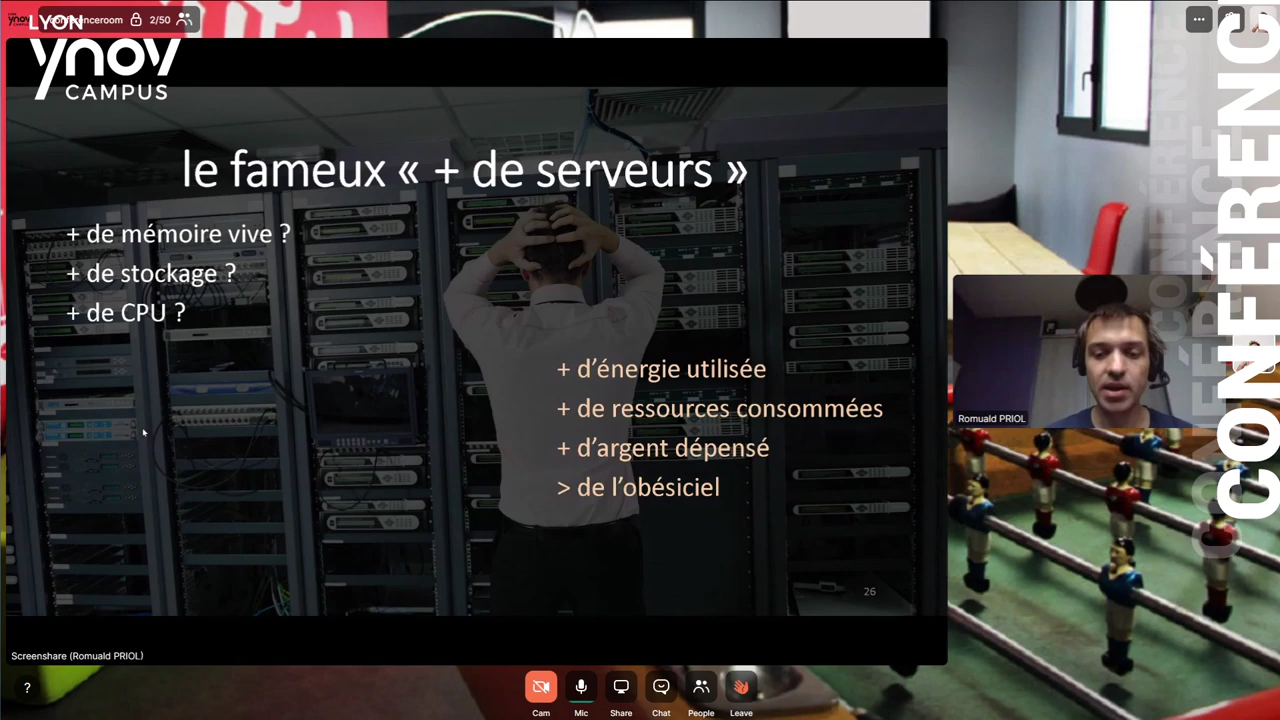 LYON
conferenceroom
2/50
ynov
CAMPUS
le fameux « + de serveurs »
+ de mémoire vive ?
+ de stockage ?
+ de CPU ?
+ d’énergie utilisée
+ de ressources consommées
+ d’argent dépensé
> de l’obésiciel
26
Screenshare (Romuald PRIOL)
Romuald PRIOL
CONFÉRENC
CONFÉRENCE
CONFÉRENCE
?
Cam
Mic
Share
Chat
People
Leave